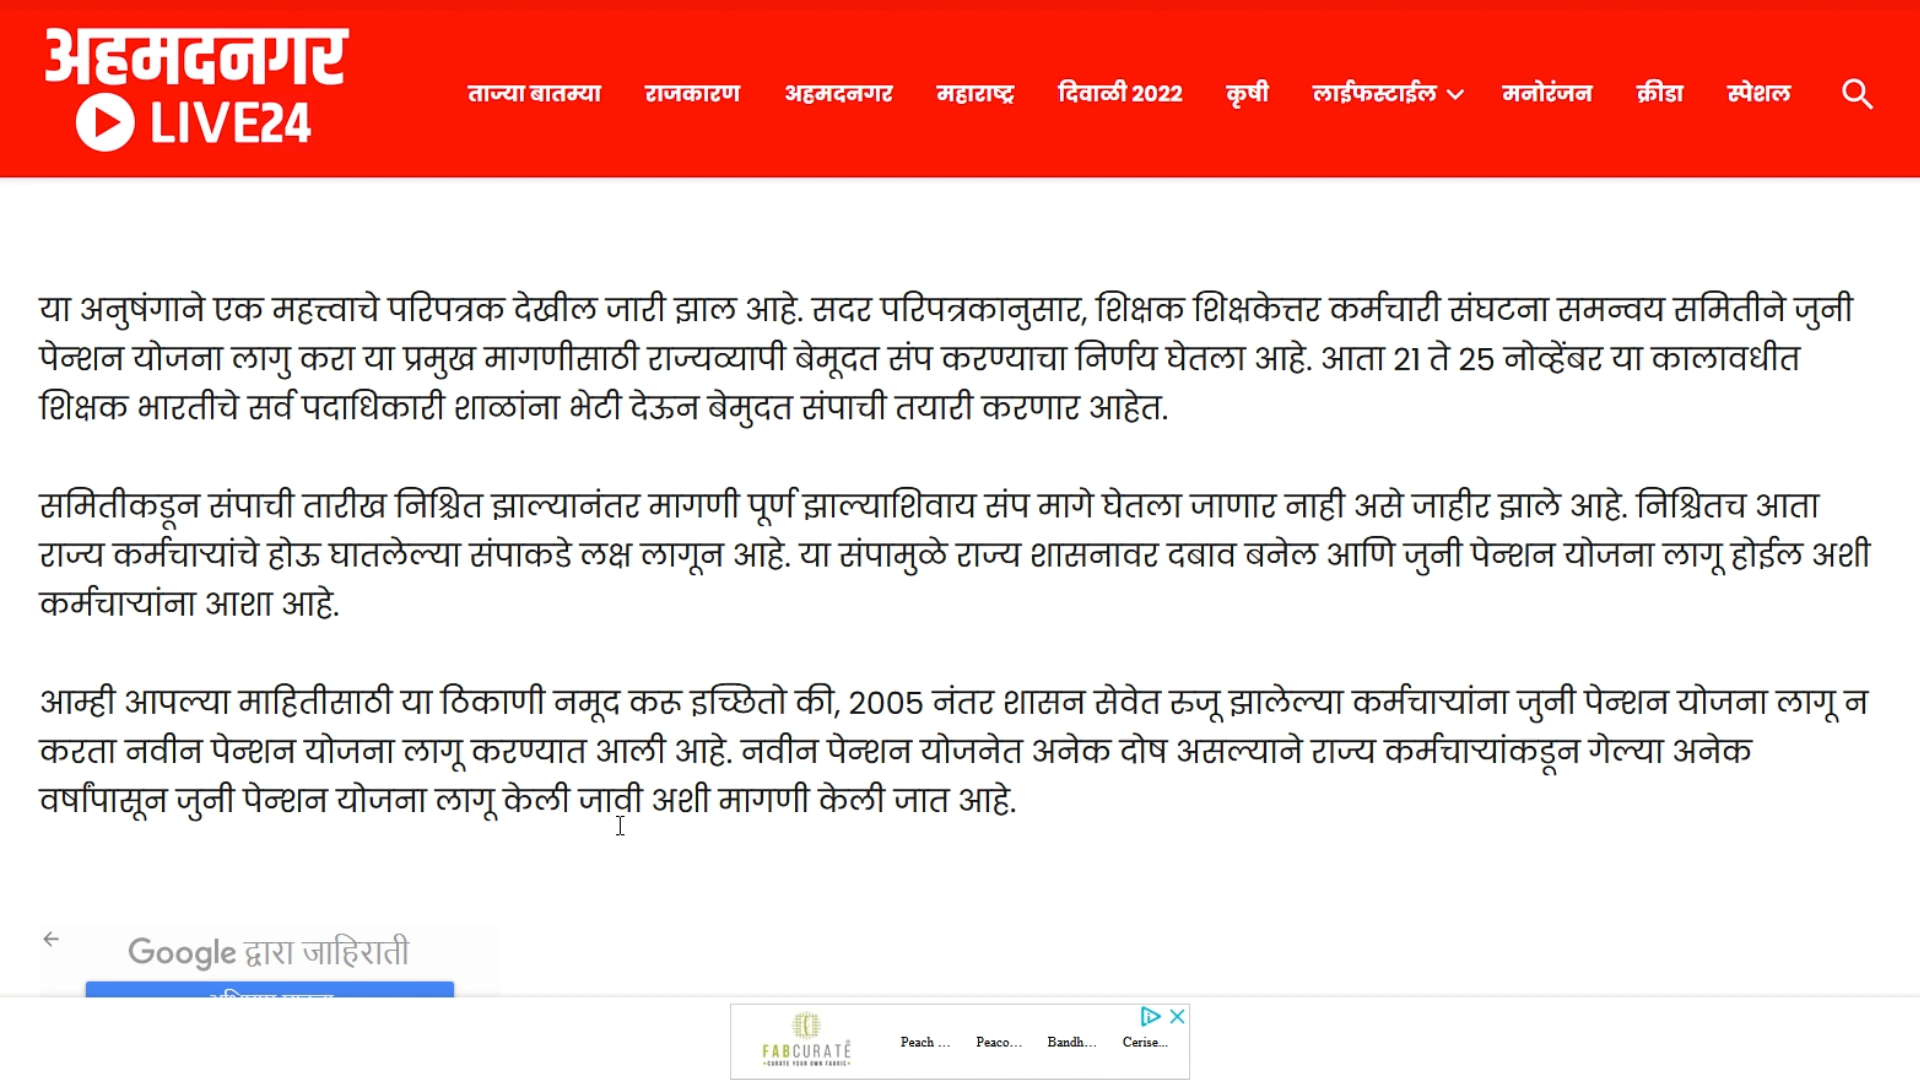 अहमदनगर
LIVE24
ताज्या बातम्या राजकारण अहमदनगर महाराष्ट्र दिवाळी 2022 कृषी लाईफस्टाईल मनोरंजन क्रीडा स्पेशल
या अनुषंगाने एक महत्त्वाचे परिपत्रक देखील जारी झाल आहे. सदर परिपत्रकानुसार, शिक्षक शिक्षकेत्तर कर्मचारी संघटना समन्वय समितीने जुनी
पेन्शन योजना लागु करा या प्रमुख मागणीसाठी राज्यव्यापी बेमूदत संप करण्याचा निर्णय घेतला आहे. आता 21 ते 25 नोव्हेंबर या कालावधीत
शिक्षक भारतीचे सर्व पदाधिकारी शाळांना भेटी देऊन बेमुदत संपाची तयारी करणार आहेत.
समितीकडून संपाची तारीख निश्चित झाल्यानंतर मागणी पूर्ण झाल्याशिवाय संप मागे घेतला जाणार नाही असे जाहीर झाले आहे. निश्चितच आता
राज्य कर्मचाऱ्यांचे होऊ घातलेल्या संपाकडे लक्ष लागून आहे. या संपामुळे राज्य शासनावर दबाव बनेल आणि जुनी पेन्शन योजना लागू होईल अशी
कर्मचाऱ्यांना आशा आहे.
आम्ही आपल्या माहितीसाठी या ठिकाणी नमूद करू इच्छितो की, 2005 नंतर शासन सेवेत रुजू झालेल्या कर्मचाऱ्यांना जुनी पेन्शन योजना लागू न
करता नवीन पेन्शन योजना लागू करण्यात आली आहे. नवीन पेन्शन योजनेत अनेक दोष असल्याने राज्य कर्मचाऱ्यांकडून गेल्या अनेक
वर्षांपासून जुनी पेन्शन योजना लागू केली जावी अशी मागणी केली जात आहे.
Google द्वारा जाहिराती
FABCURATE
CURATE YOUR OWN FABRIC
Peach ... Peaco... Bandh... Cerise...